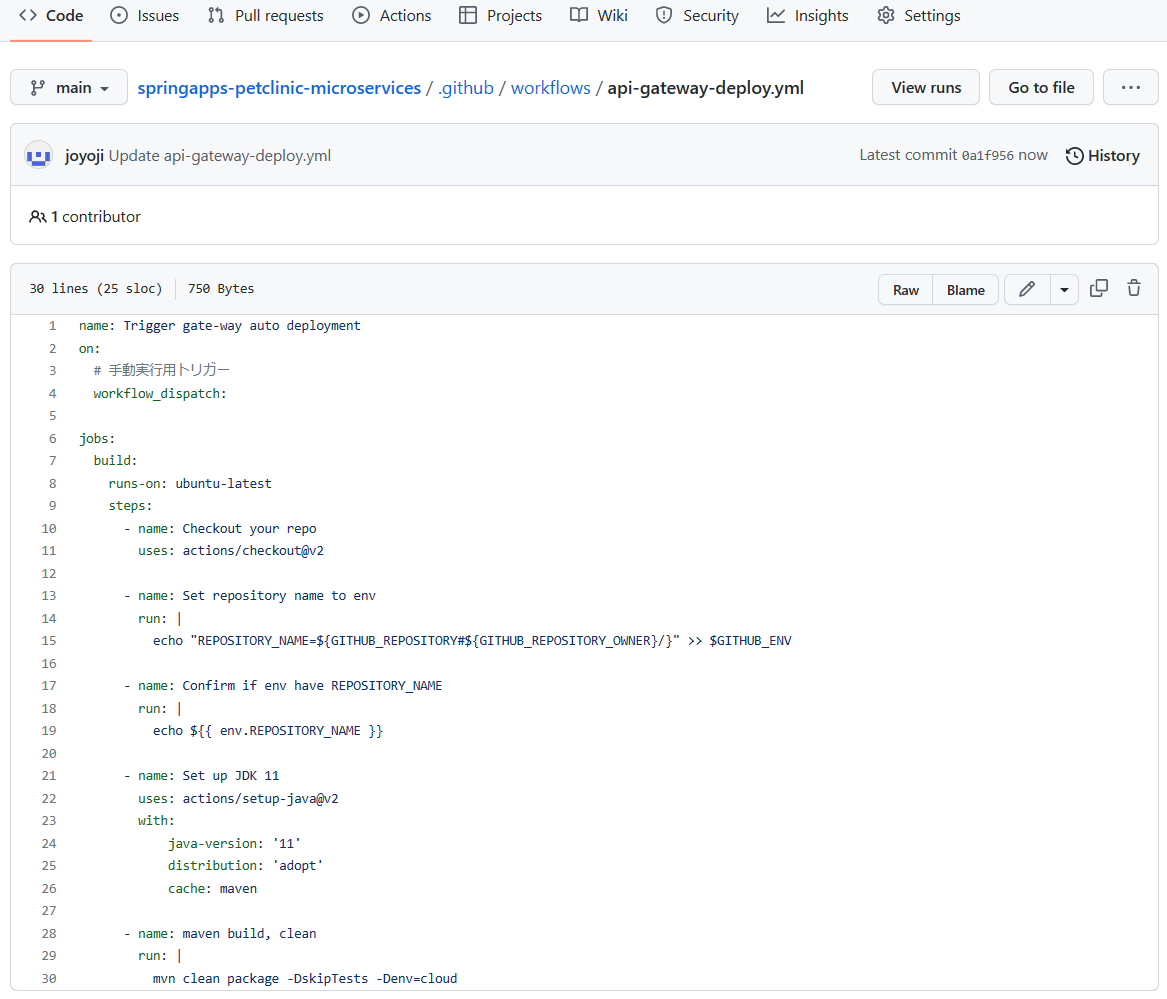 Code Issues Pull requests Actions Projects Wiki Security Insights Settings
main springapps-petclinic-microservices / .github / workflows / api-gateway-deploy.yml View runs Go to file ...
joyoji Update api-gateway-deploy.yml Latest commit 0a1f956 now History
1 contributor
30 lines (25 sloc) 750 Bytes Raw Blame
1 name: Trigger gate-way auto deployment
2 on:
3   # 手動実行用トリガー
4   workflow_dispatch:
5
6 jobs:
7   build:
8     runs-on: ubuntu-latest
9     steps:
10       - name: Checkout your repo
11         uses: actions/checkout@v2
12
13       - name: Set repository name to env
14         run: |
15           echo "REPOSITORY_NAME=${GITHUB_REPOSITORY#${GITHUB_REPOSITORY_OWNER}/}" >> $GITHUB_ENV
16
17       - name: Confirm if env have REPOSITORY_NAME
18         run: |
19           echo ${{ env.REPOSITORY_NAME }}
20
21       - name: Set up JDK 11
22         uses: actions/setup-java@v2
23         with:
24             java-version: '11'
25             distribution: 'adopt'
26             cache: maven
27
28       - name: maven build, clean
29         run: |
30           mvn clean package -DskipTests -Denv=cloud